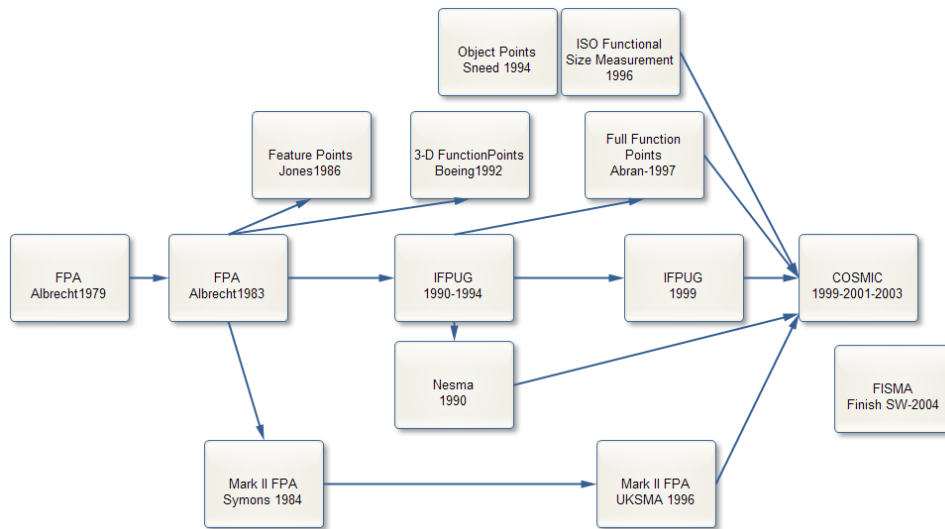 Object Points
Sneed 1994
ISO Functional
Size Measurement
1996
Feature Points
Jones1986
3-D FunctionPoints
Boeing1992
Full Function
Points
Abran-1997
FPA
Albrecht1979
FPA
Albrecht1983
IFPUG
1990-1994
IFPUG
1999
COSMIC
1999-2001-2003
Nesma
1990
FISMA
Finish SW-2004
Mark II FPA
Symons 1984
Mark II FPA
UKSMA 1996